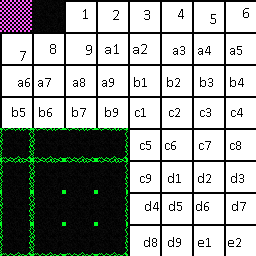 1 2 3 4 5 6
7 8 9 a1 a2 a3 a4 a5
a6 a7 a8 a9 b1 b2 b3 b4
b5 b6 b7 b9 c1 c2 c3 c4
c5 c6 c7 c8
c9 d1 d2 d3
d4 d5 d6 d7
d8 d9 e1 e2